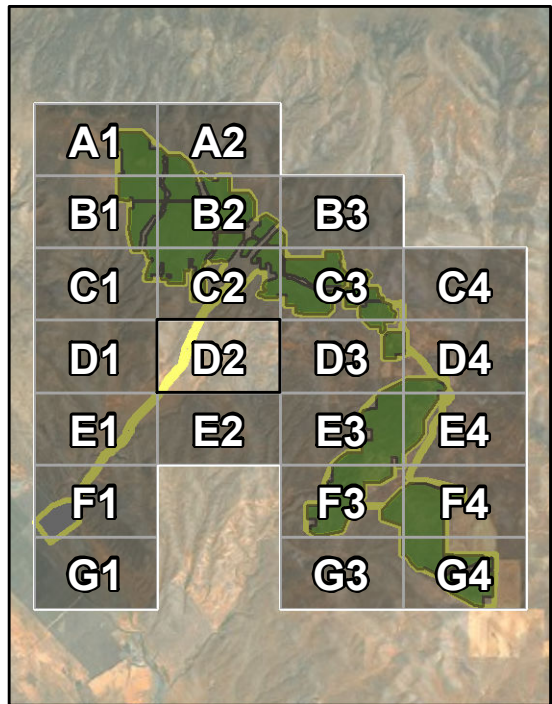 A1 A2
B1 B2 B3
C1 C2 C3 C4
D1 D2 D3 D4
E1 E2 E3 E4
F1 F3 F4
G1 G3 G4